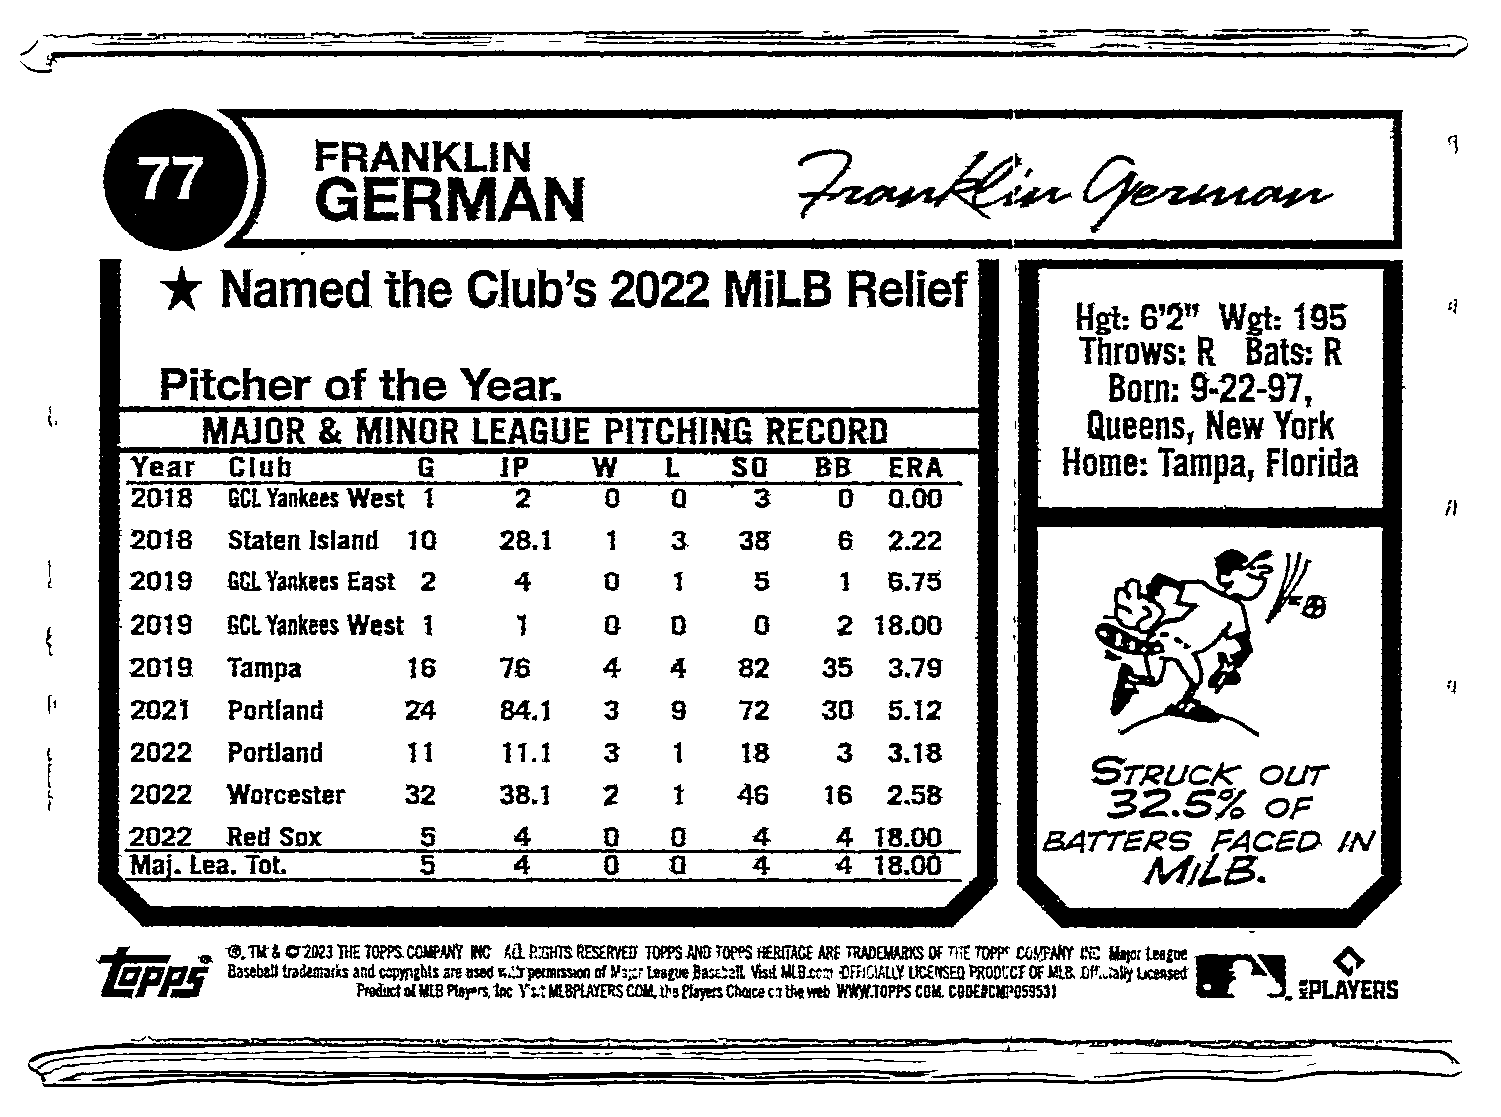 77
FRANKLIN
GERMAN
Franklin German
★ Named the Club's 2022 MiLB Relief
Pitcher of the Year.
MAJOR & MINOR LEAGUE PITCHING RECORD
Year Club G IP W L SO BB ERA
2018 GCL Yankees West 1 2 0 0 3 0 0.00
2018 Staten Island 10 28.1 1 3 38 6 2.22
2019 GCL Yankees East 2 4 0 1 5 1 6.75
2019 GCL Yankees West 1 1 0 0 0 2 18.00
2019 Tampa 16 76 4 4 82 35 3.79
2021 Portland 24 84.1 3 9 72 30 5.12
2022 Portland 11 11.1 3 1 18 3 3.18
2022 Worcester 32 38.1 2 1 46 16 2.58
2022 Red Sox 5 4 0 0 4 4 18.00
Maj. Lea. Tot. 5 4 0 0 4 4 18.00
Hgt: 6'2" Wgt: 195
Throws: R Bats: R
Born: 9-22-97,
Queens, New York
Home: Tampa, Florida
STRUCK OUT
32.5% OF
BATTERS FACED IN
MiLB.
topps
®, TM & © 2023 THE TOPPS COMPANY INC ALL RIGHTS RESERVED TOPPS AND TOPPS HERITAGE ARE TRADEMARKS OF THE TOPPS COMPANY INC Major League
Baseball trademarks and copyrights are used with permission of Major League Baseball. Visit MLB.com OFFICIALLY LICENSED PRODUCT OF MLB. Officially Licensed
Product of MLB Players, Inc Visit MLBPLAYERS COM, the Players Choice on the web WWW.TOPPS COM. CODE#CMP059531
MLB PLAYERS